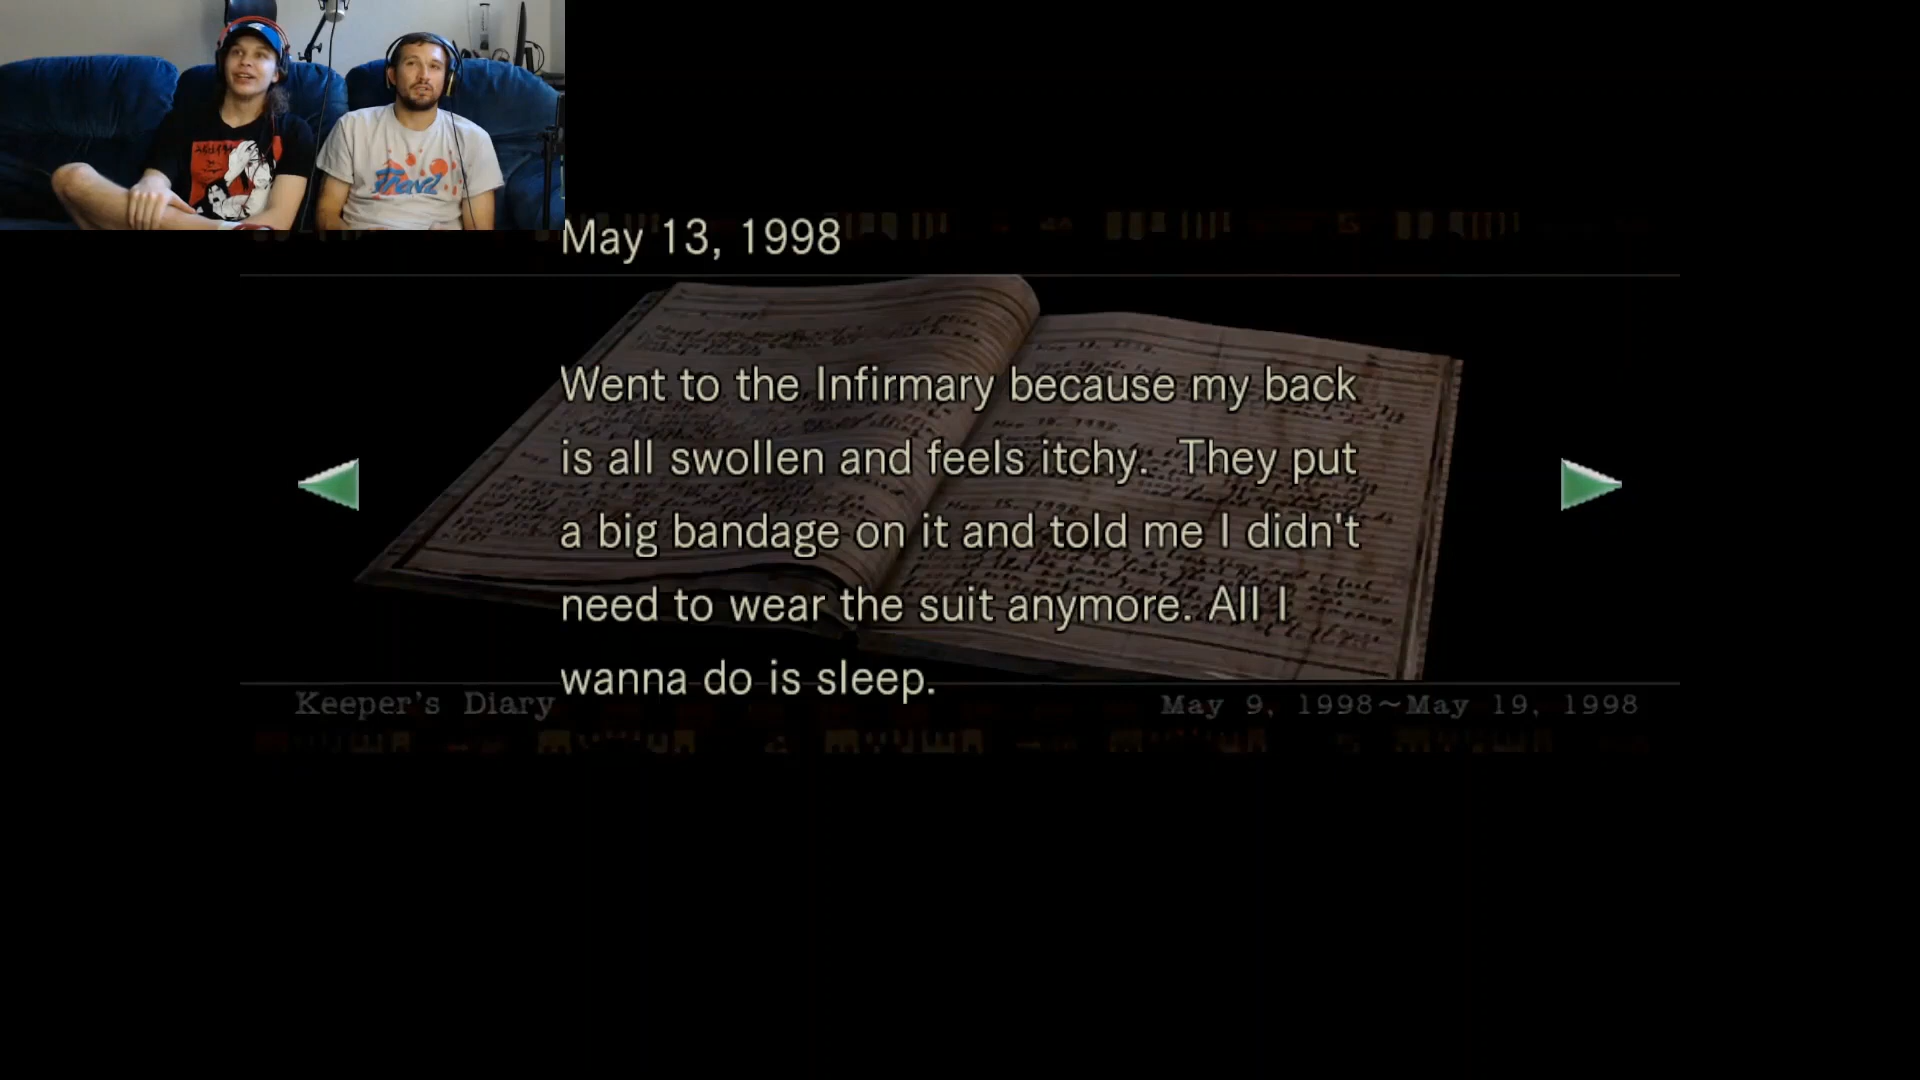 May 13, 1998
Went to the Infirmary because my back
is all swollen and feels itchy.  They put
a big bandage on it and told me I didn't
need to wear the suit anymore. All I
wanna do is sleep.
Keeper's Diary
May 9, 1998~May 19, 1998